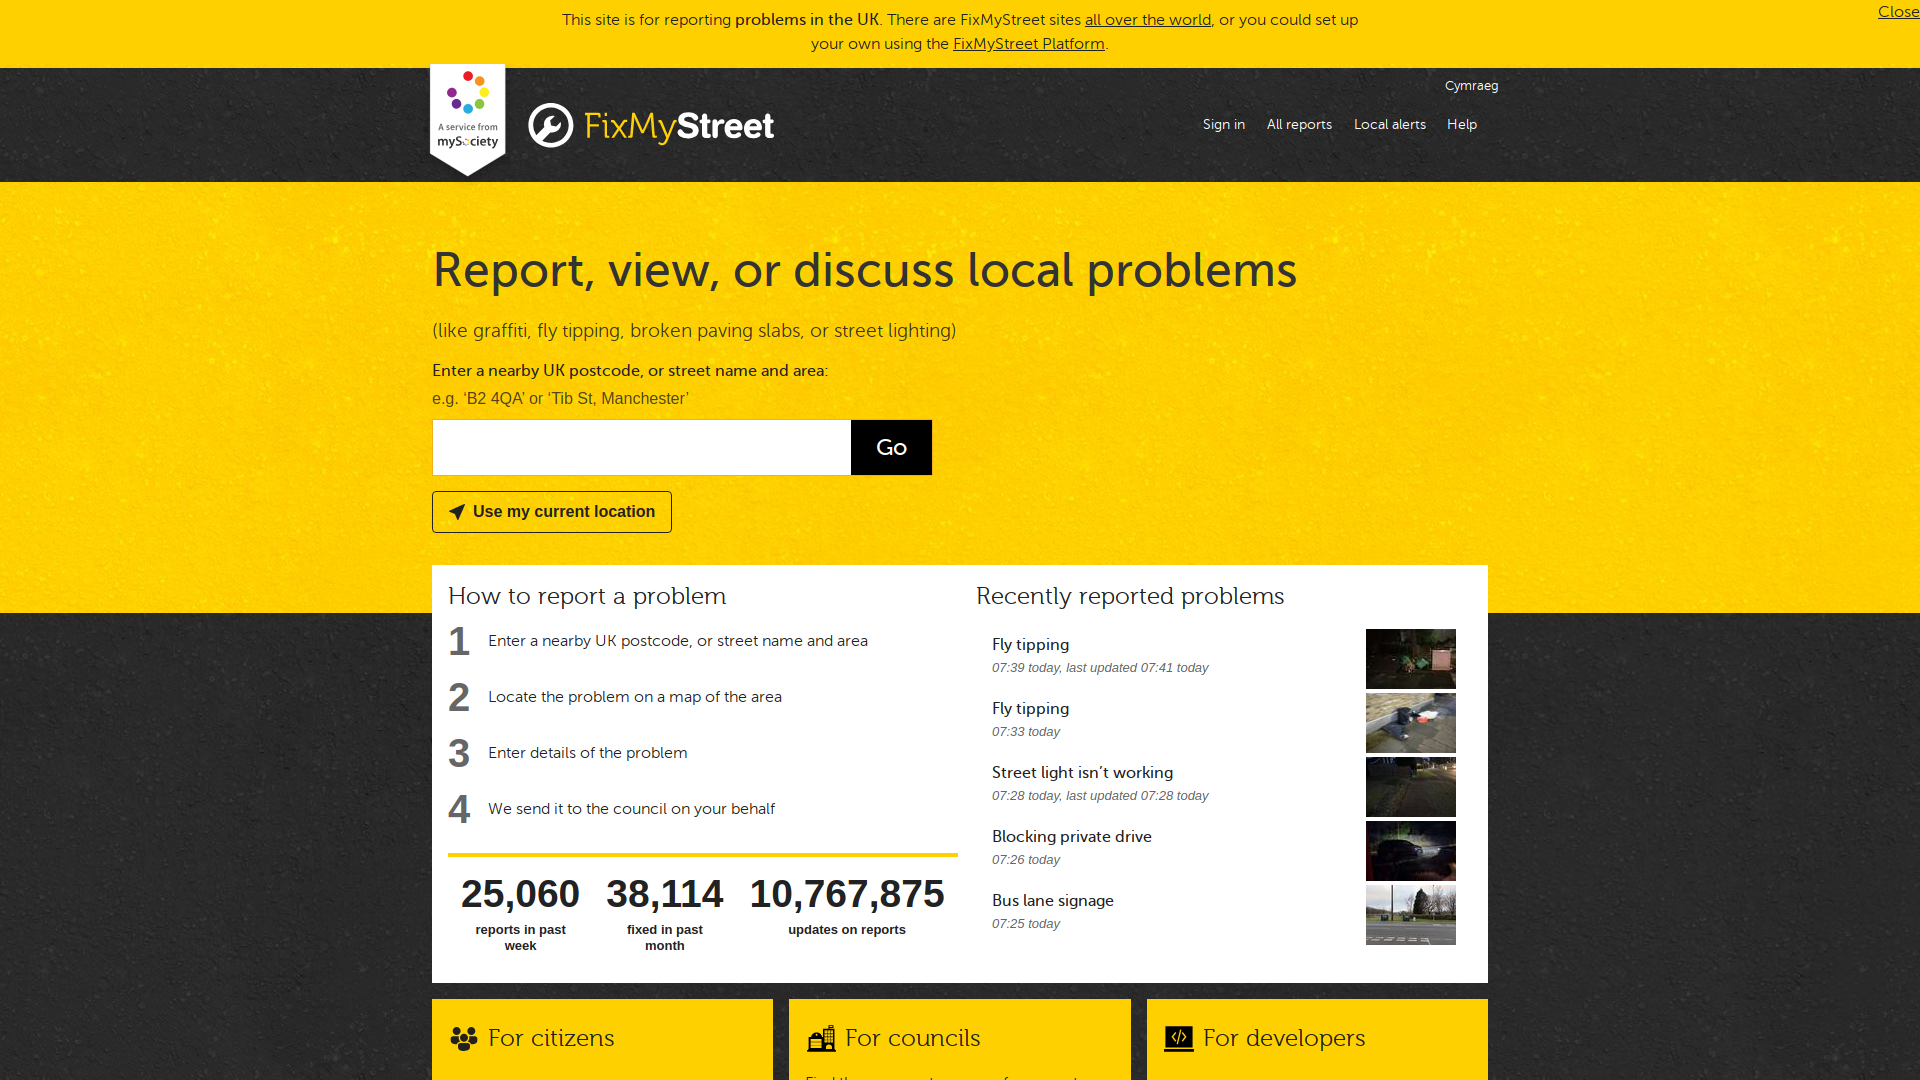 This site is for reporting problems in the UK. There are FixMyStreet sites all over the world, or you could set up
your own using the FixMyStreet Platform.
Close
Cymraeg
A service from
mySociety
FixMyStreet
Sign in
All reports
Local alerts
Help
Report, view, or discuss local problems
(like graffiti, fly tipping, broken paving slabs, or street lighting)
Enter a nearby UK postcode, or street name and area:
e.g. ‘B2 4QA’ or ‘Tib St, Manchester’
Go
Use my current location
How to report a problem
1 Enter a nearby UK postcode, or street name and area
2 Locate the problem on a map of the area
3 Enter details of the problem
4 We send it to the council on your behalf
25,060
reports in past
week
38,114
fixed in past
month
10,767,875
updates on reports
Recently reported problems
Fly tipping
07:39 today, last updated 07:41 today
Fly tipping
07:33 today
Street light isn’t working
07:28 today, last updated 07:28 today
Blocking private drive
07:26 today
Bus lane signage
07:25 today
For citizens
For councils
For developers